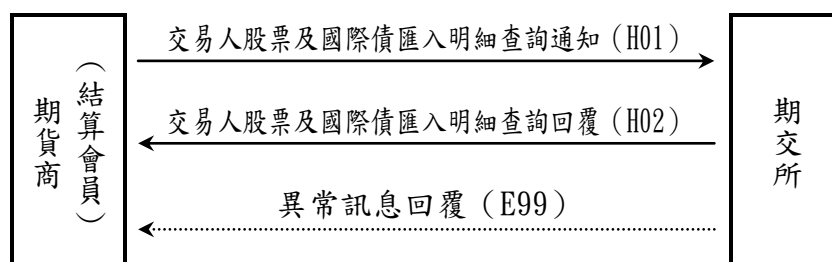 期貨商
（結算會員）
交易人股票及國際債匯入明細查詢通知（H01）
交易人股票及國際債匯入明細查詢回覆（H02）
異常訊息回覆（E99）
期交所